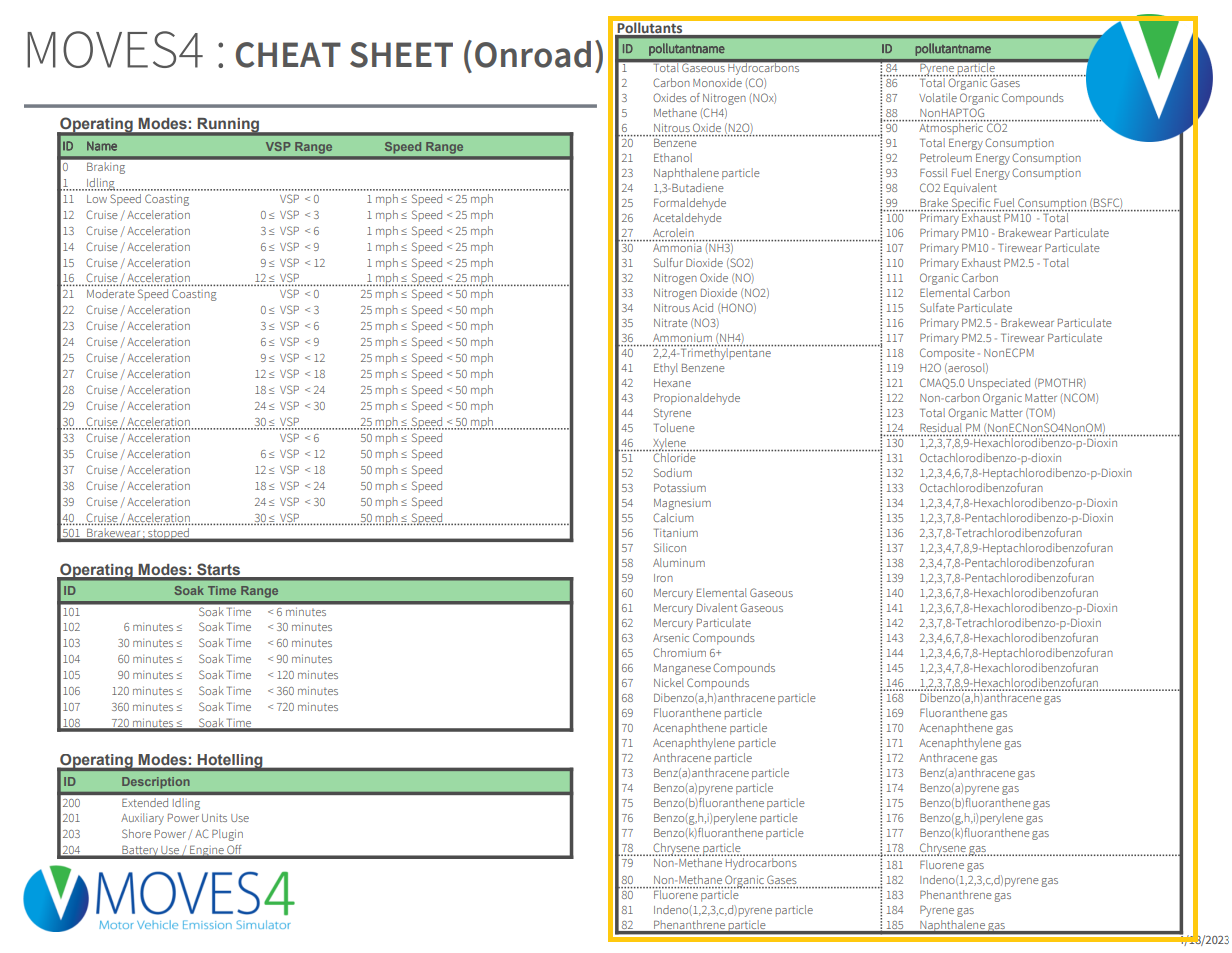 MOVES4 : CHEAT SHEET (Onroad)
Operating Modes: Running
ID Name VSP Range Speed Range
0 Braking
1 Idling
11 Low Speed Coasting VSP < 0 1 mph ≤ Speed < 25 mph
12 Cruise / Acceleration 0 ≤ VSP < 3 1 mph ≤ Speed < 25 mph
13 Cruise / Acceleration 3 ≤ VSP < 6 1 mph ≤ Speed < 25 mph
14 Cruise / Acceleration 6 ≤ VSP < 9 1 mph ≤ Speed < 25 mph
15 Cruise / Acceleration 9 ≤ VSP < 12 1 mph ≤ Speed < 25 mph
16 Cruise / Acceleration 12 ≤ VSP 1 mph ≤ Speed < 25 mph
21 Moderate Speed Coasting VSP < 0 25 mph ≤ Speed < 50 mph
22 Cruise / Acceleration 0 ≤ VSP < 3 25 mph ≤ Speed < 50 mph
23 Cruise / Acceleration 3 ≤ VSP < 6 25 mph ≤ Speed < 50 mph
24 Cruise / Acceleration 6 ≤ VSP < 9 25 mph ≤ Speed < 50 mph
25 Cruise / Acceleration 9 ≤ VSP < 12 25 mph ≤ Speed < 50 mph
27 Cruise / Acceleration 12 ≤ VSP < 18 25 mph ≤ Speed < 50 mph
28 Cruise / Acceleration 18 ≤ VSP < 24 25 mph ≤ Speed < 50 mph
29 Cruise / Acceleration 24 ≤ VSP < 30 25 mph ≤ Speed < 50 mph
30 Cruise / Acceleration 30 ≤ VSP 25 mph ≤ Speed < 50 mph
33 Cruise / Acceleration VSP < 6 50 mph ≤ Speed
35 Cruise / Acceleration 6 ≤ VSP < 12 50 mph ≤ Speed
37 Cruise / Acceleration 12 ≤ VSP < 18 50 mph ≤ Speed
38 Cruise / Acceleration 18 ≤ VSP < 24 50 mph ≤ Speed
39 Cruise / Acceleration 24 ≤ VSP < 30 50 mph ≤ Speed
40 Cruise / Acceleration 30 ≤ VSP 50 mph ≤ Speed
501 Brakewear ; stopped
Operating Modes: Starts
ID Soak Time Range
101 Soak Time < 6 minutes
102 6 minutes ≤ Soak Time < 30 minutes
103 30 minutes ≤ Soak Time < 60 minutes
104 60 minutes ≤ Soak Time < 90 minutes
105 90 minutes ≤ Soak Time < 120 minutes
106 120 minutes ≤ Soak Time < 360 minutes
107 360 minutes ≤ Soak Time < 720 minutes
108 720 minutes ≤ Soak Time
Operating Modes: Hotelling
ID Description
200 Extended Idling
201 Auxiliary Power Units Use
203 Shore Power / AC Plugin
204 Battery Use / Engine Off
MOVES4
Motor Vehicle Emission Simulator
Pollutants
ID pollutantname ID pollutantname
1 Total Gaseous Hydrocarbons 84 Pyrene particle
2 Carbon Monoxide (CO) 86 Total Organic Gases
3 Oxides of Nitrogen (NOx) 87 Volatile Organic Compounds
5 Methane (CH4) 88 NonHAPTOG
6 Nitrous Oxide (N2O) 90 Atmospheric CO2
20 Benzene 91 Total Energy Consumption
21 Ethanol 92 Petroleum Energy Consumption
23 Naphthalene particle 93 Fossil Fuel Energy Consumption
24 1,3-Butadiene 98 CO2 Equivalent
25 Formaldehyde 99 Brake Specific Fuel Consumption (BSFC)
26 Acetaldehyde 100 Primary Exhaust PM10 - Total
27 Acrolein 106 Primary PM10 - Brakewear Particulate
30 Ammonia (NH3) 107 Primary PM10 - Tirewear Particulate
31 Sulfur Dioxide (SO2) 110 Primary Exhaust PM2.5 - Total
32 Nitrogen Oxide (NO) 111 Organic Carbon
33 Nitrogen Dioxide (NO2) 112 Elemental Carbon
34 Nitrous Acid (HONO) 115 Sulfate Particulate
35 Nitrate (NO3) 116 Primary PM2.5 - Brakewear Particulate
36 Ammonium (NH4) 117 Primary PM2.5 - Tirewear Particulate
40 2,2,4-Trimethylpentane 118 Composite - NonECPM
41 Ethyl Benzene 119 H2O (aerosol)
42 Hexane 121 CMAQ5.0 Unspeciated (PMOTHR)
43 Propionaldehyde 122 Non-carbon Organic Matter (NCOM)
44 Styrene 123 Total Organic Matter (TOM)
45 Toluene 124 Residual PM (NonECNonSO4NonOM)
46 Xylene 130 1,2,3,7,8,9-Hexachlorodibenzo-p-Dioxin
51 Chloride 131 Octachlorodibenzo-p-dioxin
52 Sodium 132 1,2,3,4,6,7,8-Heptachlorodibenzo-p-Dioxin
53 Potassium 133 Octachlorodibenzofuran
54 Magnesium 134 1,2,3,4,7,8-Hexachlorodibenzo-p-Dioxin
55 Calcium 135 1,2,3,7,8-Pentachlorodibenzo-p-Dioxin
56 Titanium 136 2,3,7,8-Tetrachlorodibenzofuran
57 Silicon 137 1,2,3,4,7,8,9-Heptachlorodibenzofuran
58 Aluminum 138 2,3,4,7,8-Pentachlorodibenzofuran
59 Iron 139 1,2,3,7,8-Pentachlorodibenzofuran
60 Mercury Elemental Gaseous 140 1,2,3,6,7,8-Hexachlorodibenzofuran
61 Mercury Divalent Gaseous 141 1,2,3,6,7,8-Hexachlorodibenzo-p-Dioxin
62 Mercury Particulate 142 2,3,7,8-Tetrachlorodibenzo-p-Dioxin
63 Arsenic Compounds 143 2,3,4,6,7,8-Hexachlorodibenzofuran
65 Chromium 6+ 144 1,2,3,4,6,7,8-Heptachlorodibenzofuran
66 Manganese Compounds 145 1,2,3,4,7,8-Hexachlorodibenzofuran
67 Nickel Compounds 146 1,2,3,7,8,9-Hexachlorodibenzofuran
68 Dibenzo(a,h)anthracene particle 168 Dibenzo(a,h)anthracene gas
69 Fluoranthene particle 169 Fluoranthene gas
70 Acenaphthene particle 170 Acenaphthene gas
71 Acenaphthylene particle 171 Acenaphthylene gas
72 Anthracene particle 172 Anthracene gas
73 Benz(a)anthracene particle 173 Benz(a)anthracene gas
74 Benzo(a)pyrene particle 174 Benzo(a)pyrene gas
75 Benzo(b)fluoranthene particle 175 Benzo(b)fluoranthene gas
76 Benzo(g,h,i)perylene particle 176 Benzo(g,h,i)perylene gas
77 Benzo(k)fluoranthene particle 177 Benzo(k)fluoranthene gas
78 Chrysene particle 178 Chrysene gas
79 Non-Methane Hydrocarbons 181 Fluorene gas
80 Non-Methane Organic Gases 182 Indeno(1,2,3,c,d)pyrene gas
80 Fluorene particle 183 Phenanthrene gas
81 Indeno(1,2,3,c,d)pyrene particle 184 Pyrene gas
82 Phenanthrene particle 185 Naphthalene gas